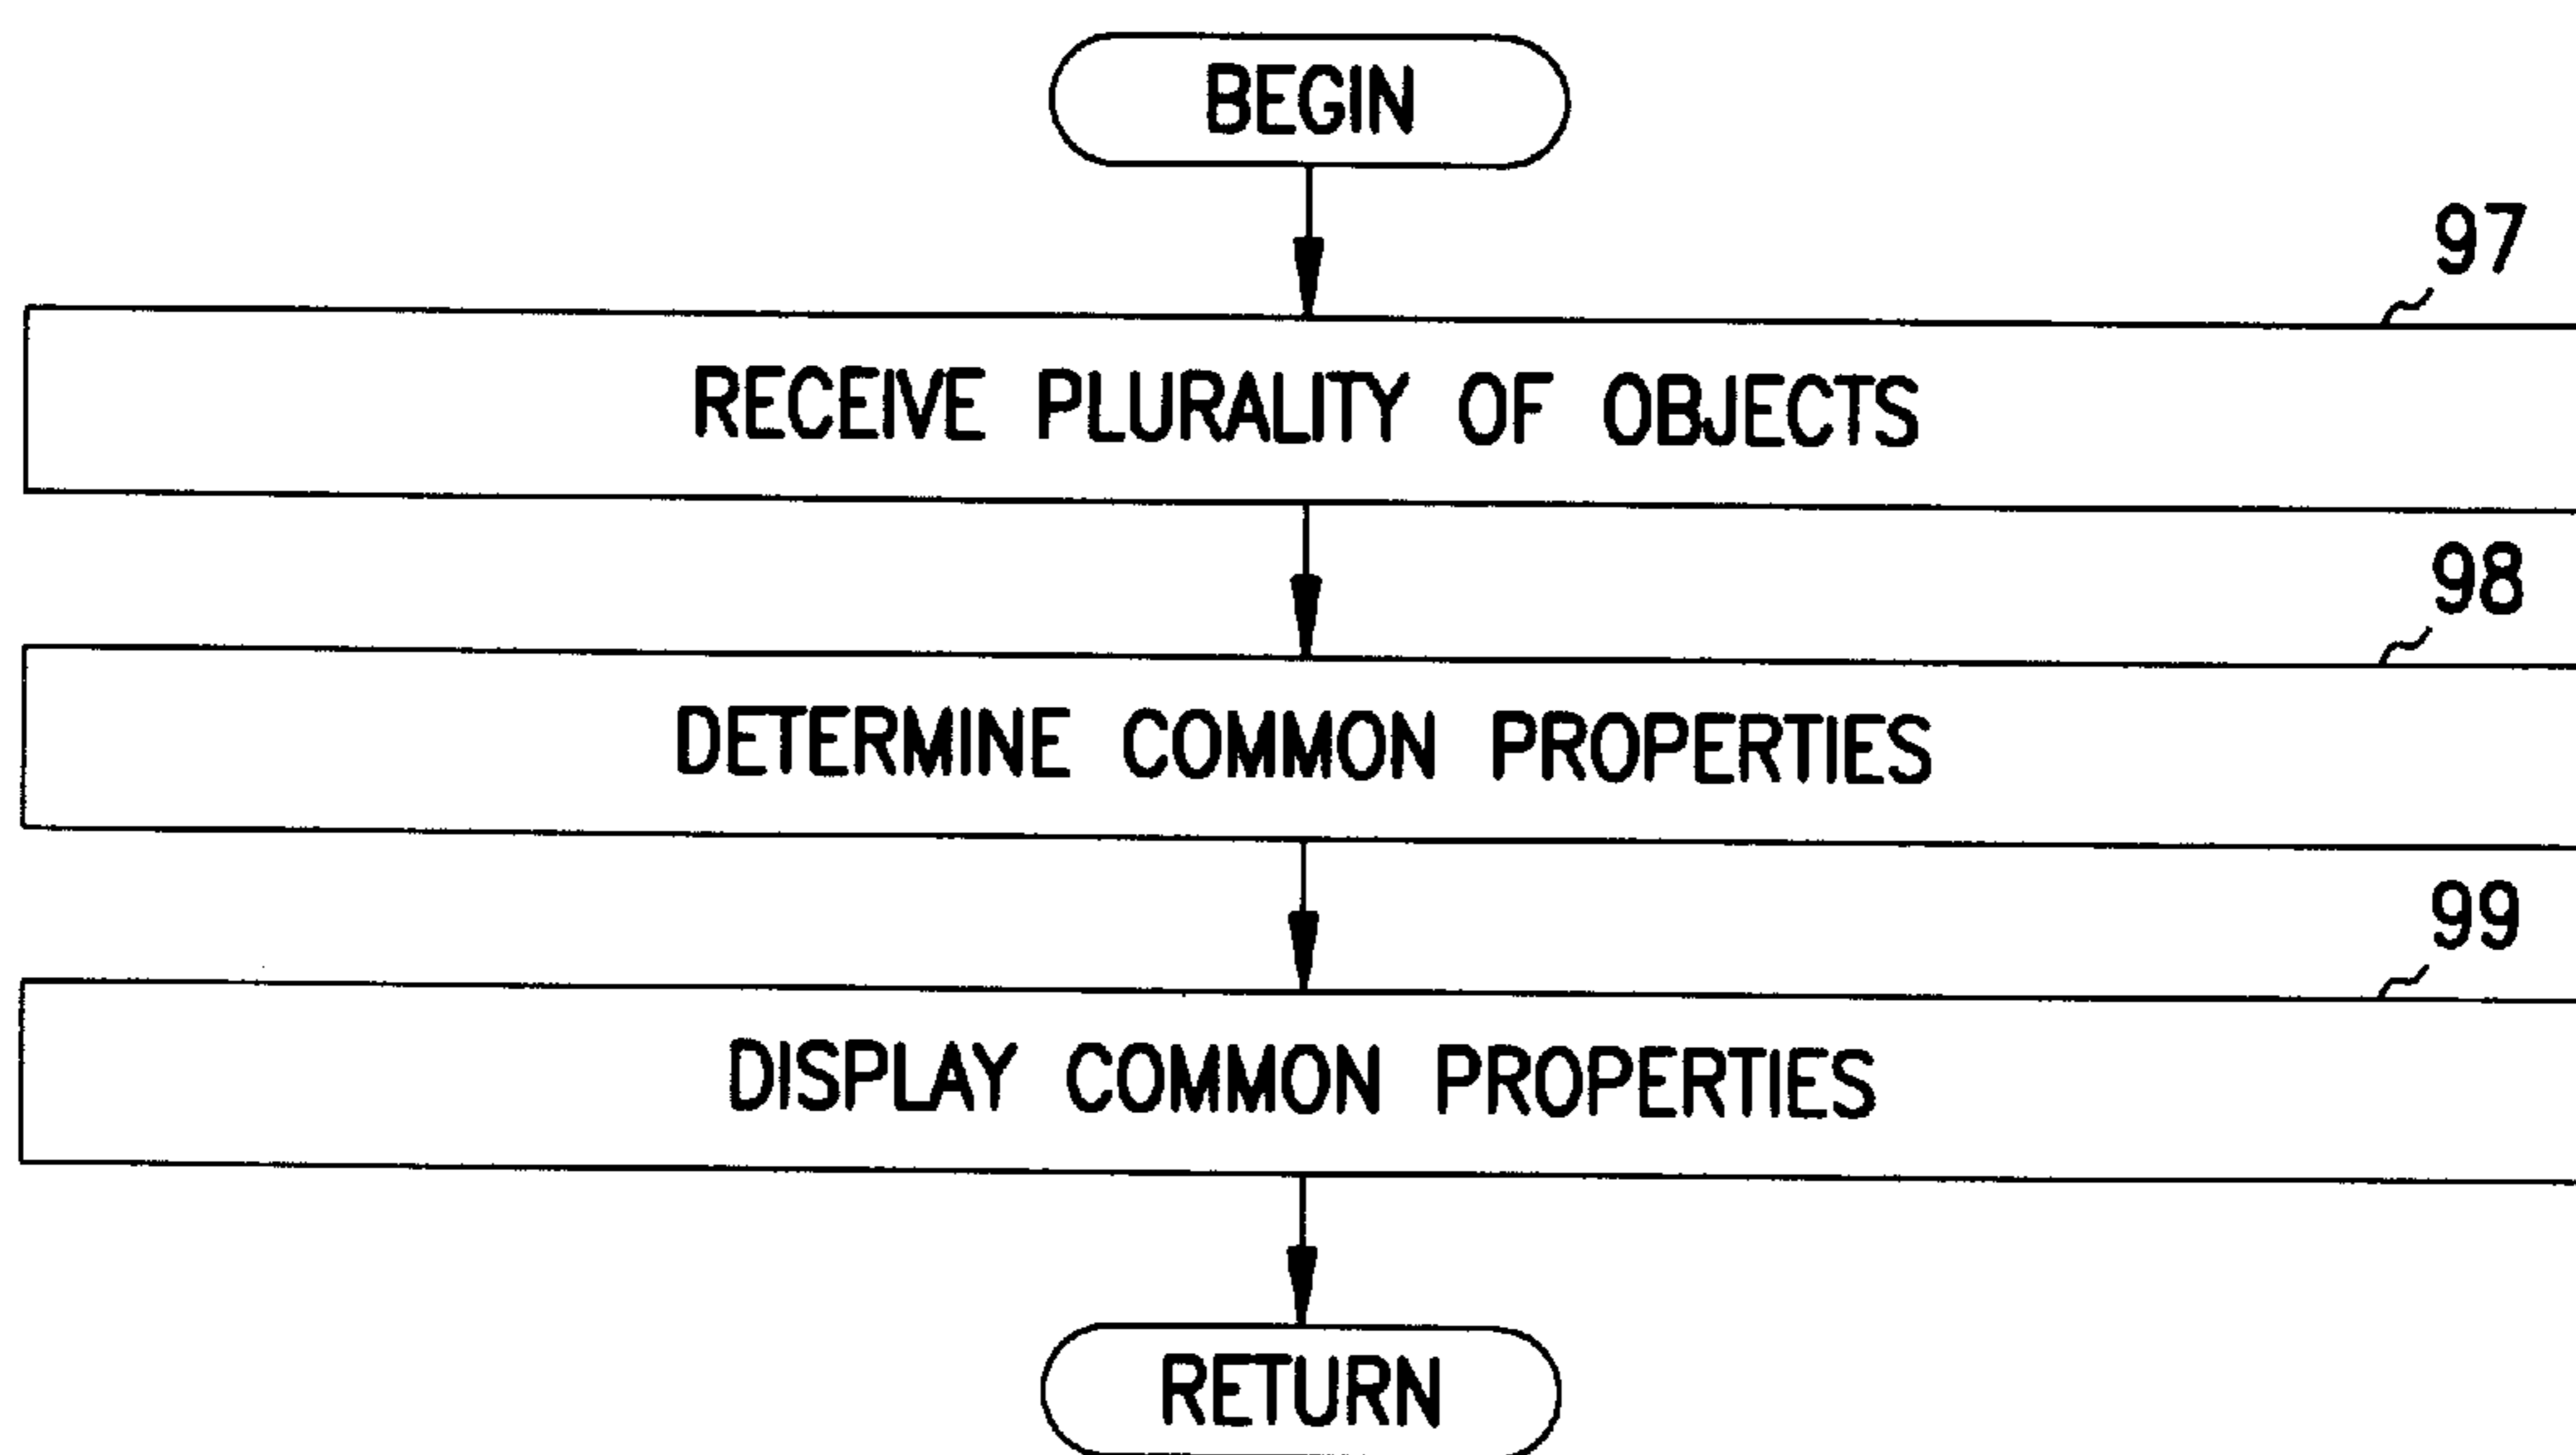 BEGIN
97
RECEIVE PLURALITY OF OBJECTS
98
DETERMINE COMMON PROPERTIES
99
DISPLAY COMMON PROPERTIES
RETURN